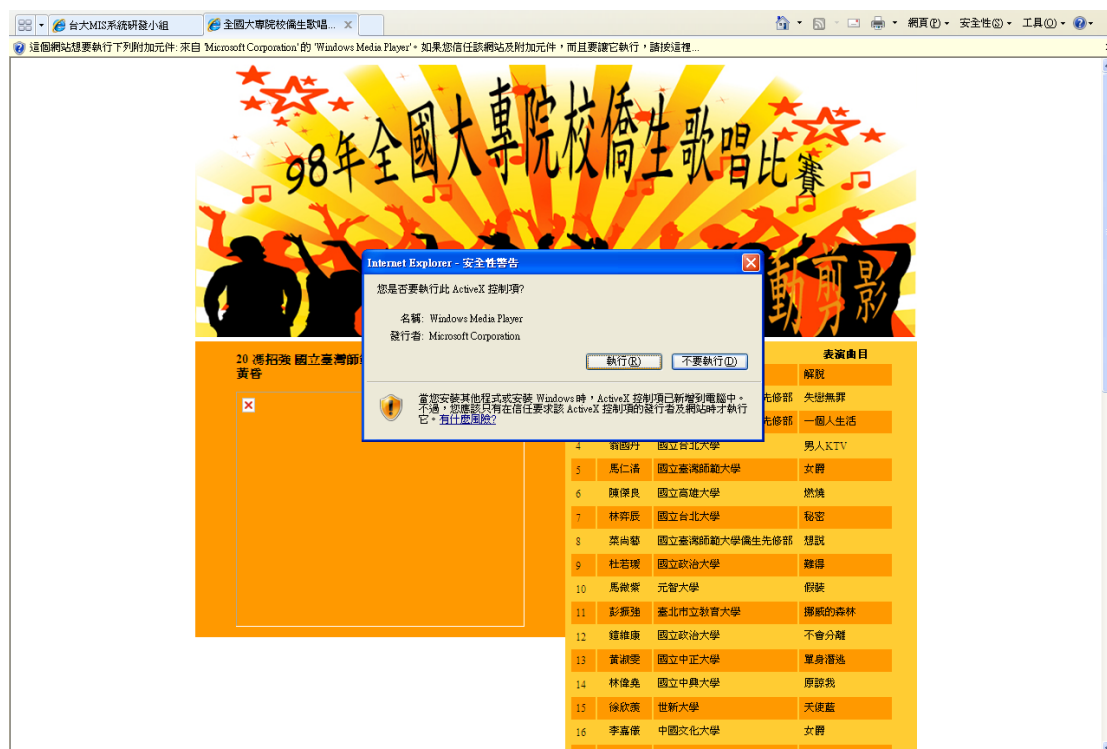 台大MIS系統研發小組
全國大專院校僑生歌唱...
網頁(P)
安全性(S)
工具(O)
這個網站想要執行下列附加元件: 來自 'Microsoft Corporation' 的 'Windows Media Player'。如果您信任該網站及附加元件，而且要讓它執行，請按這裡...
98年全國大專院校僑生歌唱比賽
動剪影
Internet Explorer - 安全性警告
您是否要執行此 ActiveX 控制項?
名稱: Windows Media Player
發行者: Microsoft Corporation
執行(R)
不要執行(D)
當您安裝其他程式或安裝 Windows 時，ActiveX 控制項已新增到電腦中。
不過，您應該只有在信任要求該 ActiveX 控制項的發行者及網站時才執行
它。有什麼風險?
20 馮招強 國立臺灣師
黃昏
表演曲目
解脫
先修部 失戀無罪
先修部 一個人生活
4 翁國丹 國立台北大學 男人KTV
5 馬仁潘 國立臺灣師範大學 女爵
6 陳傑良 國立高雄大學 燃燒
7 林弈辰 國立台北大學 秘密
8 葉尚藝 國立臺灣師範大學僑生先修部 想說
9 杜若瑗 國立政治大學 難得
10 馬薇紫 元智大學 假裝
11 彭振強 臺北市立教育大學 挪威的森林
12 鐘維康 國立政治大學 不會分離
13 黃淑雯 國立中正大學 單身潛逃
14 林偉堯 國立中興大學 原諒我
15 徐欣羨 世新大學 天使藍
16 李嘉儀 中國文化大學 女爵